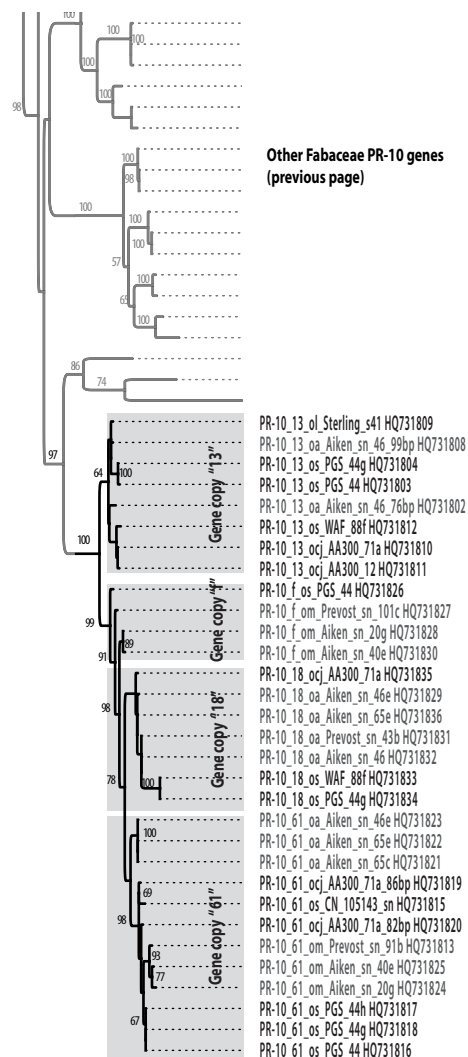 100
100
100
100
98
100
Other Fabaceae PR-10 genes
(previous page)
100
98
100
100
100
57
100
65
100
86
74
97
PR-10_13_ol_Sterling_s41 HQ731809
PR-10_13_oa_Aiken_sn_46_99bp HQ731808
PR-10_13_os_PGS_44g HQ731804
64
100
PR-10_13_os_PGS_44 HQ731803
Gene copy "13"
PR-10_13_oa_Aiken_sn_46_76bp HQ731802
PR-10_13_os_WAF_88f HQ731812
100
PR-10_13_ocj_AA300_71a HQ731810
PR-10_13_ocj_AA300_12 HQ731811
PR-10_f_os_PGS_44 HQ731826
PR-10_f_om_Prevost_sn_101c HQ731827
99
Gene copy "f"
PR-10_f_om_Aiken_sn_20g HQ731828
89
PR-10_f_om_Aiken_sn_40e HQ731830
91
PR-10_18_ocj_AA300_71a HQ731835
PR-10_18_oa_Aiken_sn_46e HQ731829
98
PR-10_18_oa_Aiken_sn_65e HQ731836
Gene copy "18"
PR-10_18_oa_Prevost_sn_43b HQ731831
PR-10_18_oa_Aiken_sn_46 HQ731832
78
100
PR-10_18_os_WAF_88f HQ731833
PR-10_18_os_PGS_44g HQ731834
PR-10_61_oa_Aiken_sn_46e HQ731823
100
PR-10_61_oa_Aiken_sn_65e HQ731822
PR-10_61_oa_Aiken_sn_65c HQ731821
PR-10_61_ocj_AA300_71a_86bp HQ731819
69
PR-10_61_os_CN_105143_sn HQ731815
98
Gene copy "61"
PR-10_61_ocj_AA300_71a_82bp HQ731820
PR-10_61_om_Prevost_sn_91b HQ731813
93
PR-10_61_om_Aiken_sn_40e HQ731825
77
PR-10_61_om_Aiken_sn_20g HQ731824
PR-10_61_os_PGS_44h HQ731817
67
PR-10_61_os_PGS_44g HQ731818
PR-10_61_os_PGS_44 HQ731816